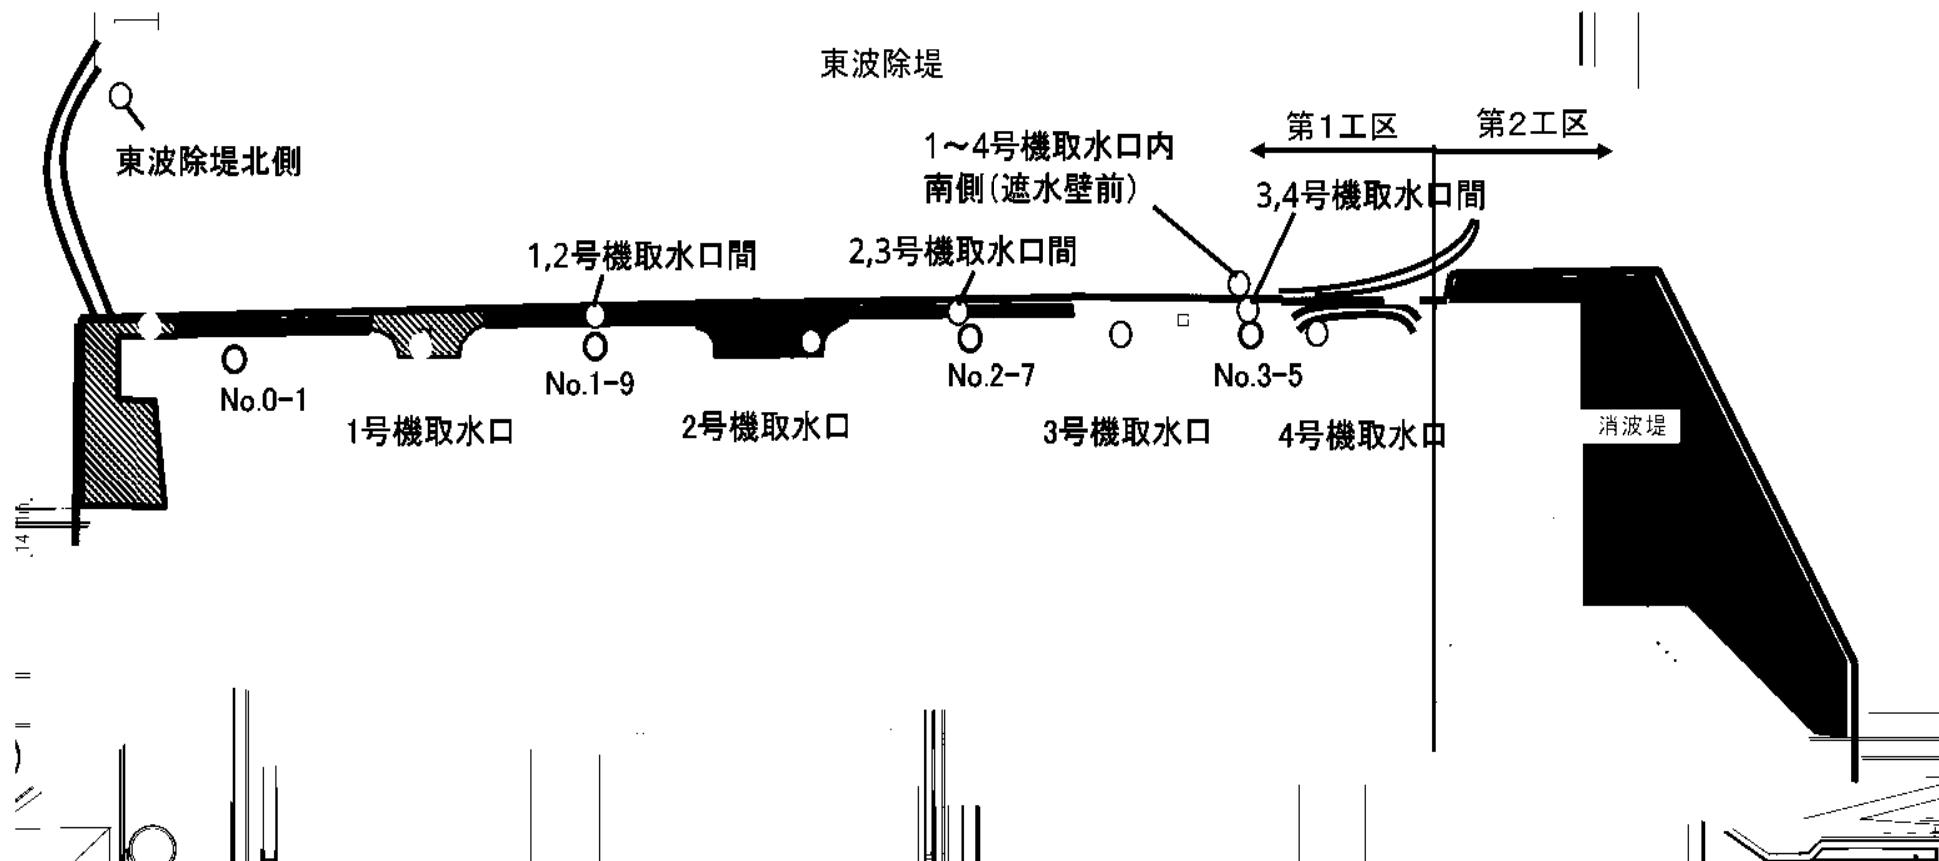 東波除堤
第1工区
第2工区
1～4号機取水口内
南側(遮水壁前)
東波除堤北側
3,4号機取水口間
1,2号機取水口間
2,3号機取水口間
No.0-1
No.1-9
No.2-7
No.3-5
1号機取水口
2号機取水口
3号機取水口
4号機取水口
消波堤